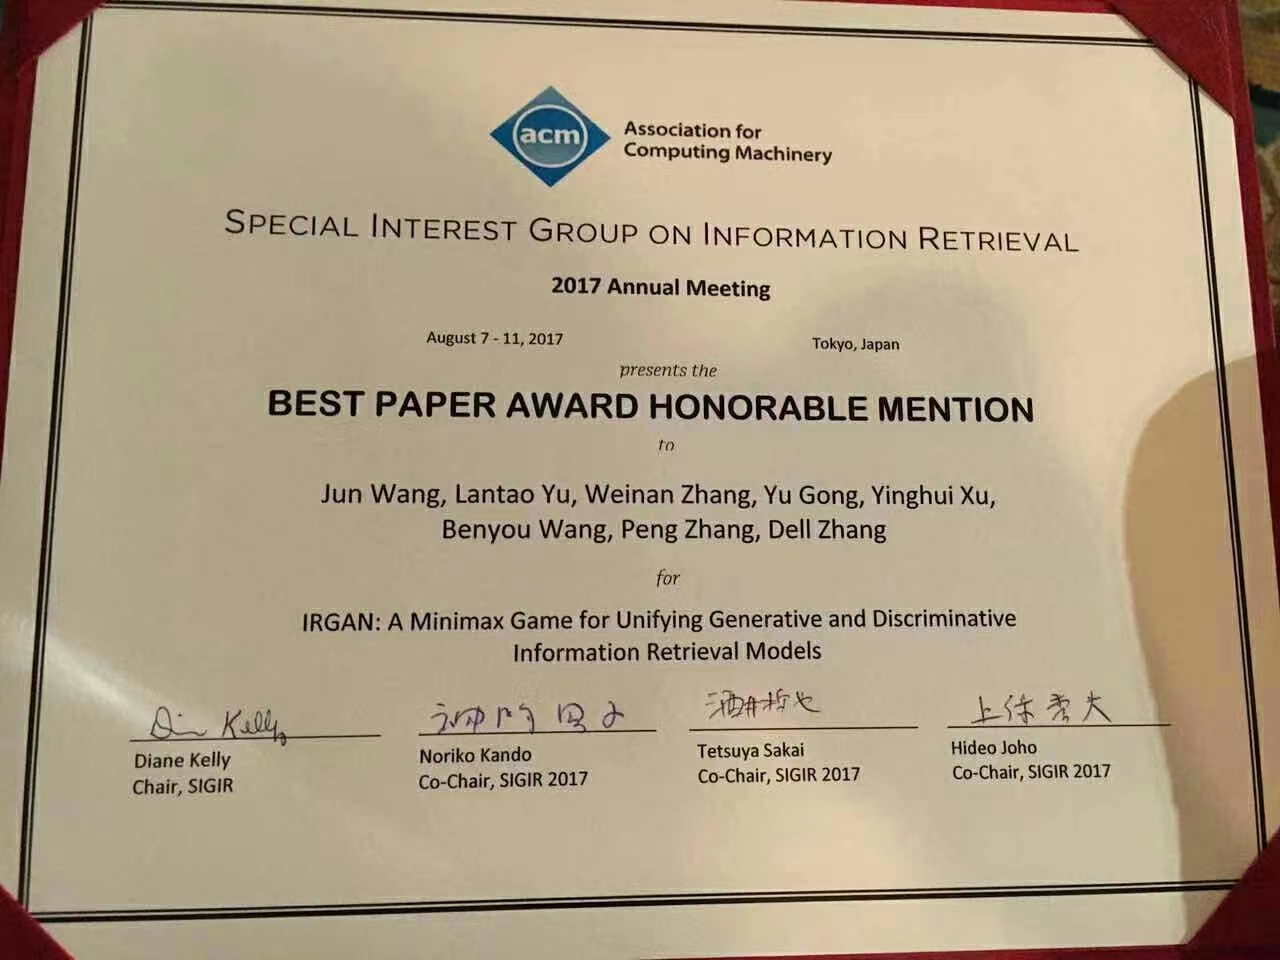 acm
Association for
Computing Machinery
SPECIAL INTEREST GROUP ON INFORMATION RETRIEVAL
2017 Annual Meeting
August 7 - 11, 2017 Tokyo, Japan
presents the
BEST PAPER AWARD HONORABLE MENTION
to
Jun Wang, Lantao Yu, Weinan Zhang, Yu Gong, Yinghui Xu,
Benyou Wang, Peng Zhang, Dell Zhang
for
IRGAN: A Minimax Game for Unifying Generative and Discriminative
Information Retrieval Models
Diane Kelly
酒井哲也
上保秀夫
Diane Kelly
Chair, SIGIR
Noriko Kando
Co-Chair, SIGIR 2017
Tetsuya Sakai
Co-Chair, SIGIR 2017
Hideo Joho
Co-Chair, SIGIR 2017